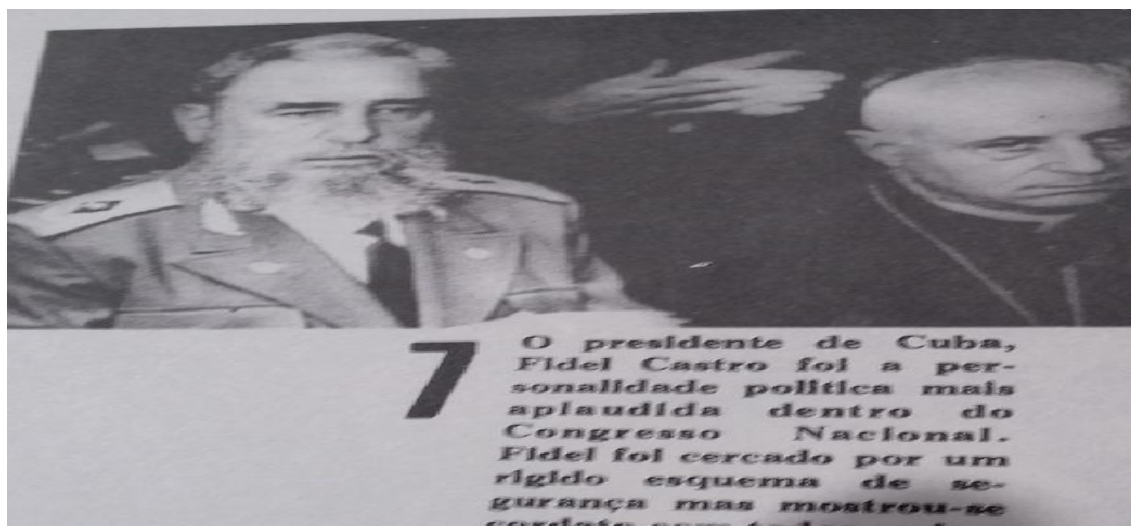 7
O presidente de Cuba,
Fidel Castro foi a per-
sonalidade política mais
aplaudida dentro do
Congresso Nacional.
Fidel foi cercado por um
rígido esquema de se-
gurança mas mostrou-se